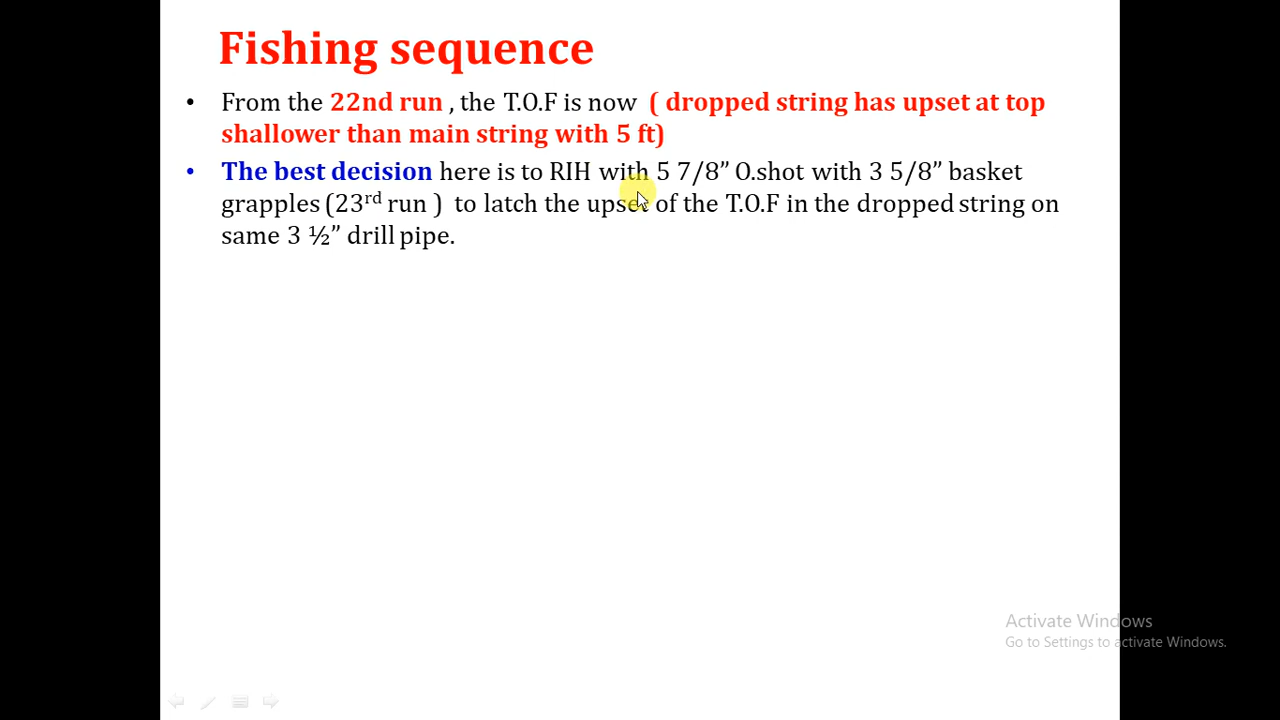 Fishing sequence
• From the 22nd run , the T.O.F is now ( dropped string has upset at top
shallower than main string with 5 ft)
• The best decision here is to RIH with 5 7/8” O.shot with 3 5/8” basket
grapples (23rd run ) to latch the upset of the T.O.F in the dropped string on
same 3 ½” drill pipe.
Activate Windows
Go to Settings to activate Windows.